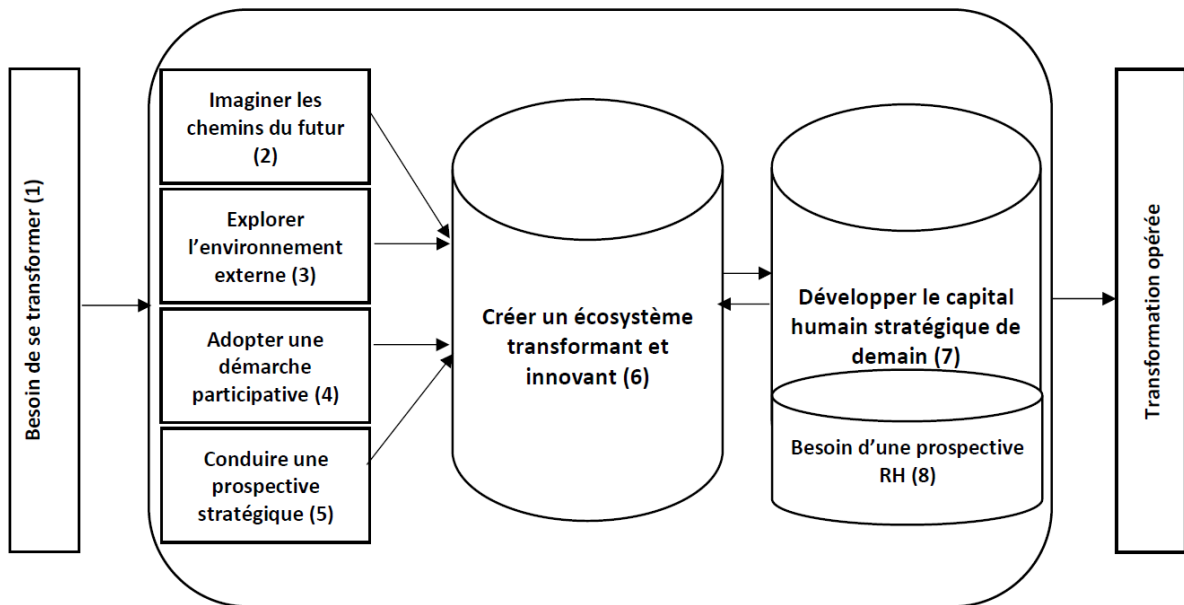 Besoin de se transformer (1)
Imaginer les
chemins du futur
(2)
Explorer
l’environnement
externe (3)
Adopter une
démarche
participative (4)
Conduire une
prospective
stratégique (5)
Créer un écosystème
transformant et
innovant (6)
Développer le capital
humain stratégique de
demain (7)
Besoin d’une prospective
RH (8)
Transformation opérée